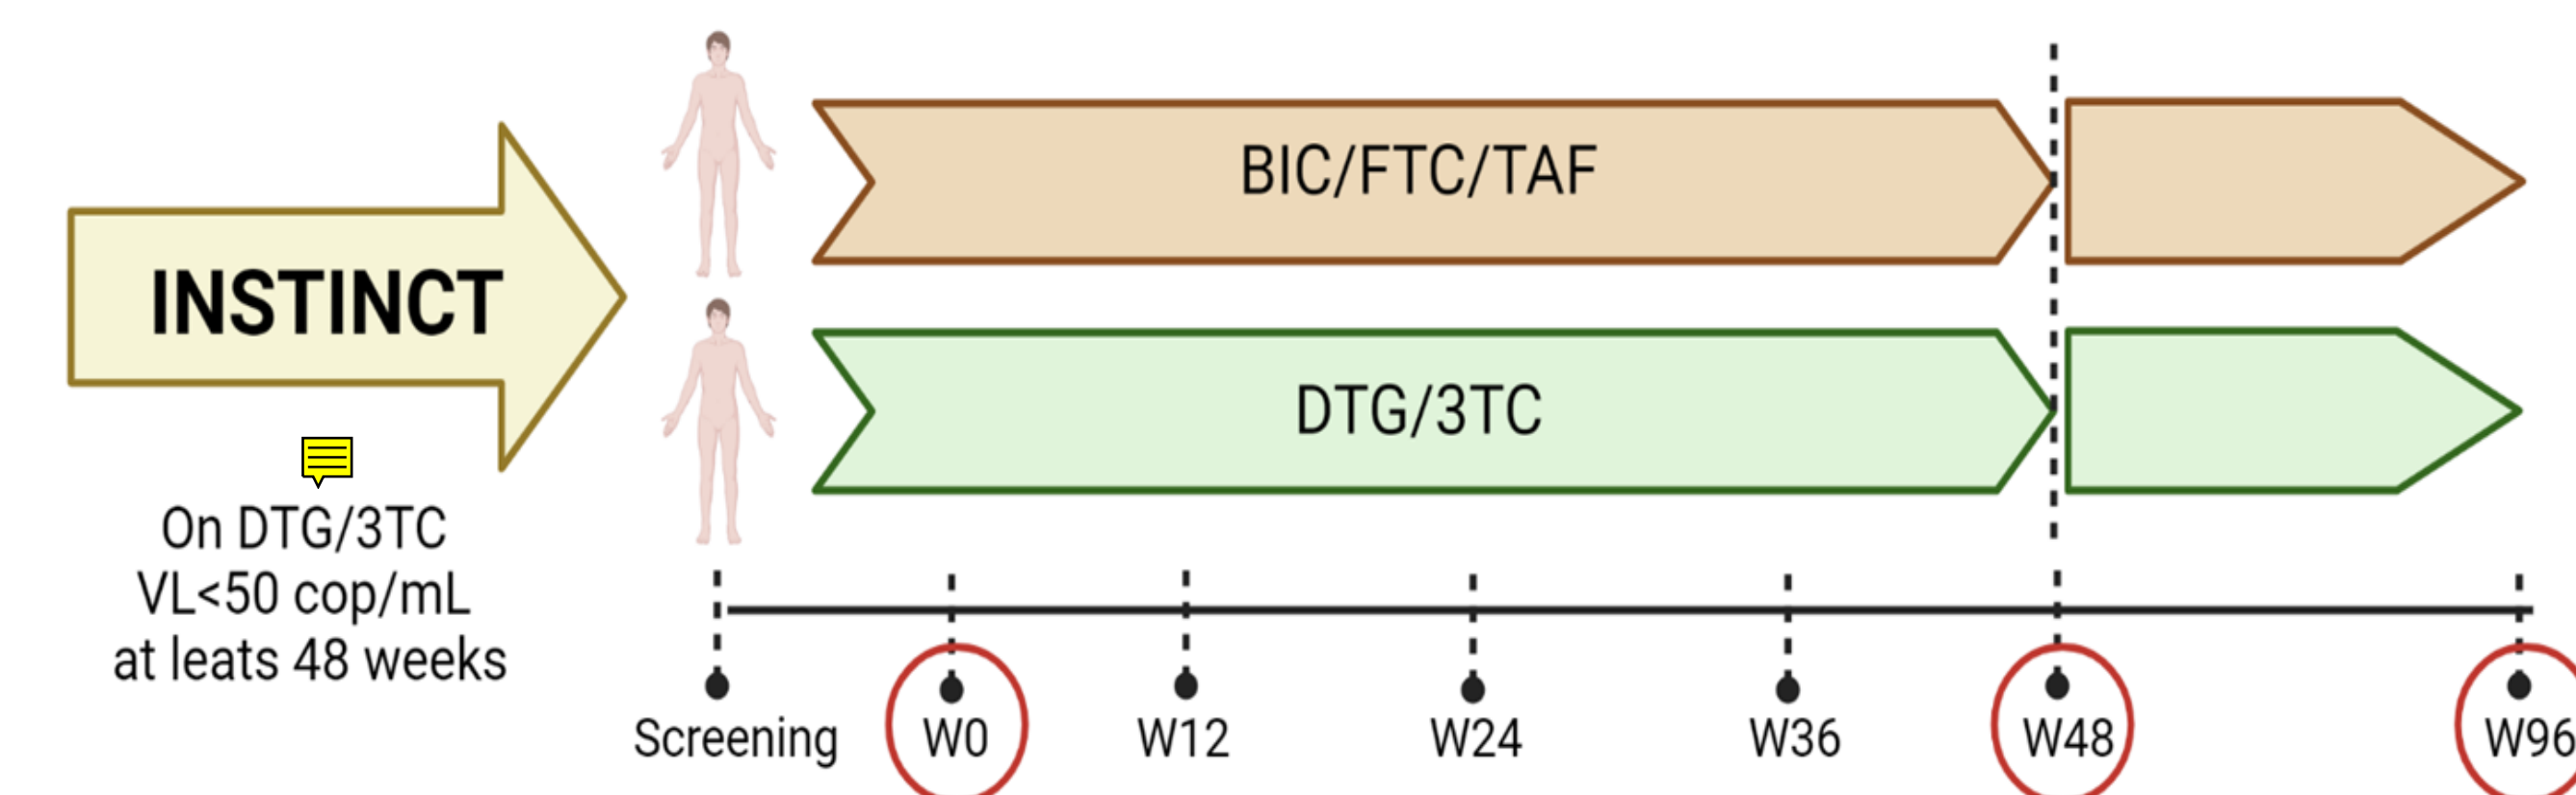 INSTINCT
On DTG/3TC
VL<50 cop/mL
at leats 48 weeks
BIC/FTC/TAF
DTG/3TC
Screening W0 W12 W24 W36 W48 W96